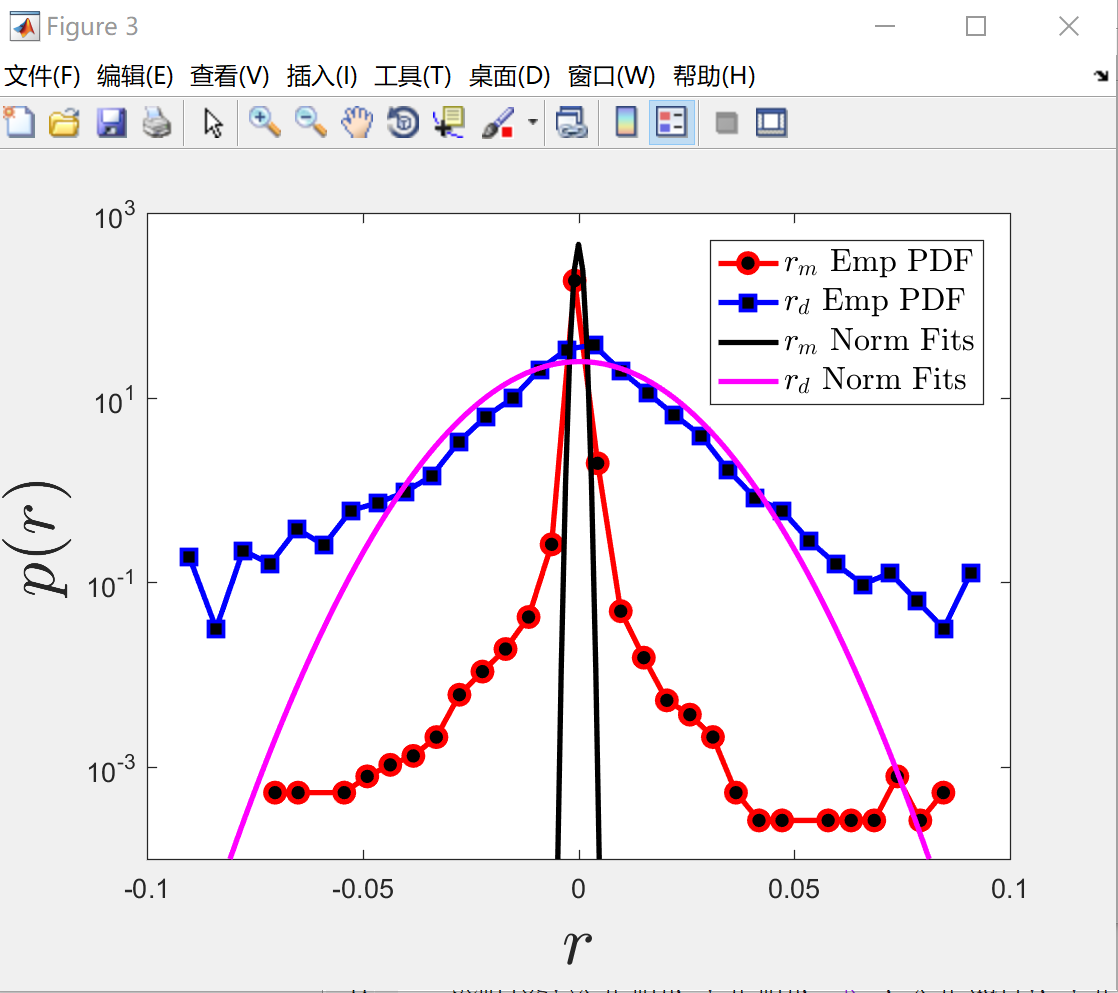 Figure 3
文件(F) 编辑(E) 查看(V) 插入(I) 工具(T) 桌面(D) 窗口(W) 帮助(H)
10^3
10^1
10^-1
10^-3
p(r)
r_m Emp PDF
r_d Emp PDF
r_m Norm Fits
r_d Norm Fits
-0.1 -0.05 0 0.05 0.1
r